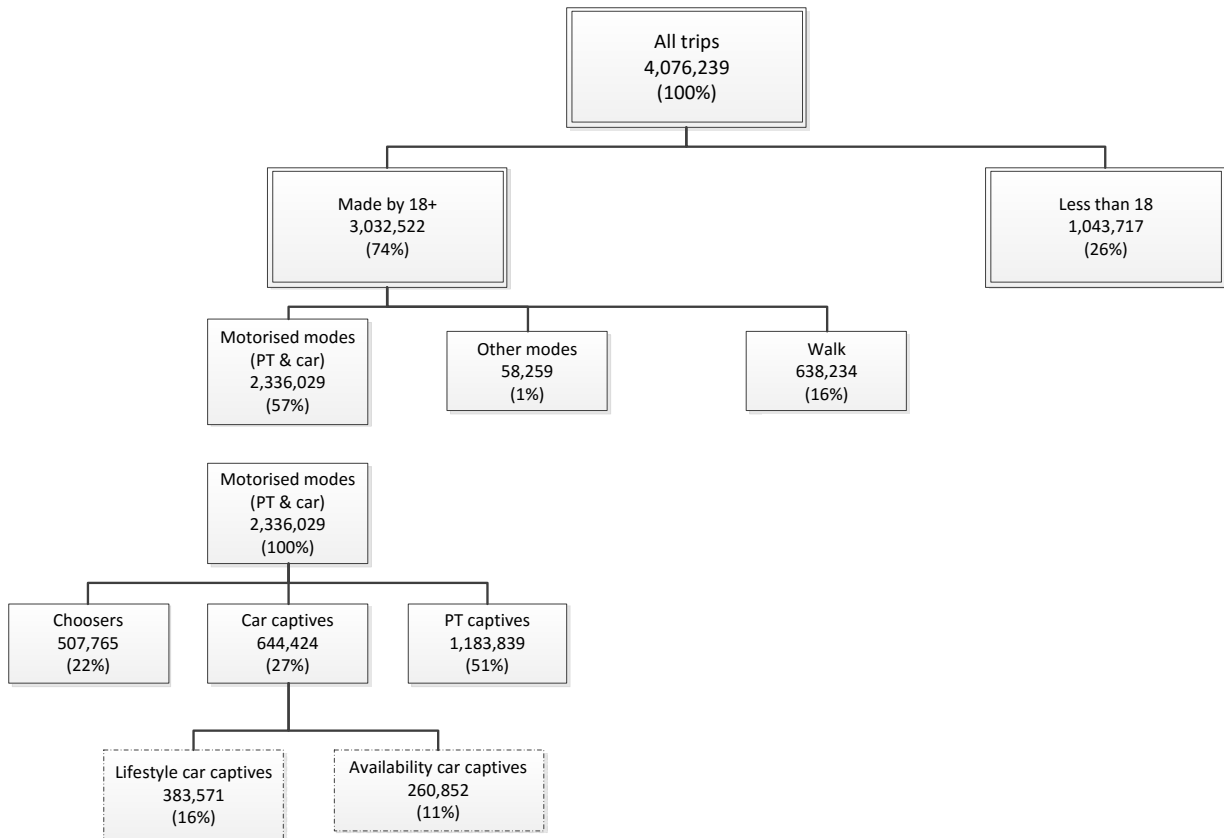 All trips
4,076,239
(100%)
Made by 18+
3,032,522
(74%)
Less than 18
1,043,717
(26%)
Motorised modes
(PT & car)
2,336,029
(57%)
Other modes
58,259
(1%)
Walk
638,234
(16%)
Motorised modes
(PT & car)
2,336,029
(100%)
Choosers
507,765
(22%)
Car captives
644,424
(27%)
PT captives
1,183,839
(51%)
Lifestyle car captives
383,571
(16%)
Availability car captives
260,852
(11%)